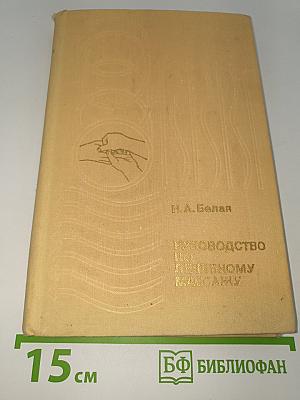 Н.А.Белая
РУКОВОДСТВО
ПО
ЛЕЧЕБНОМУ
МАССАЖУ
15 см
БФ БИБЛИОФАН